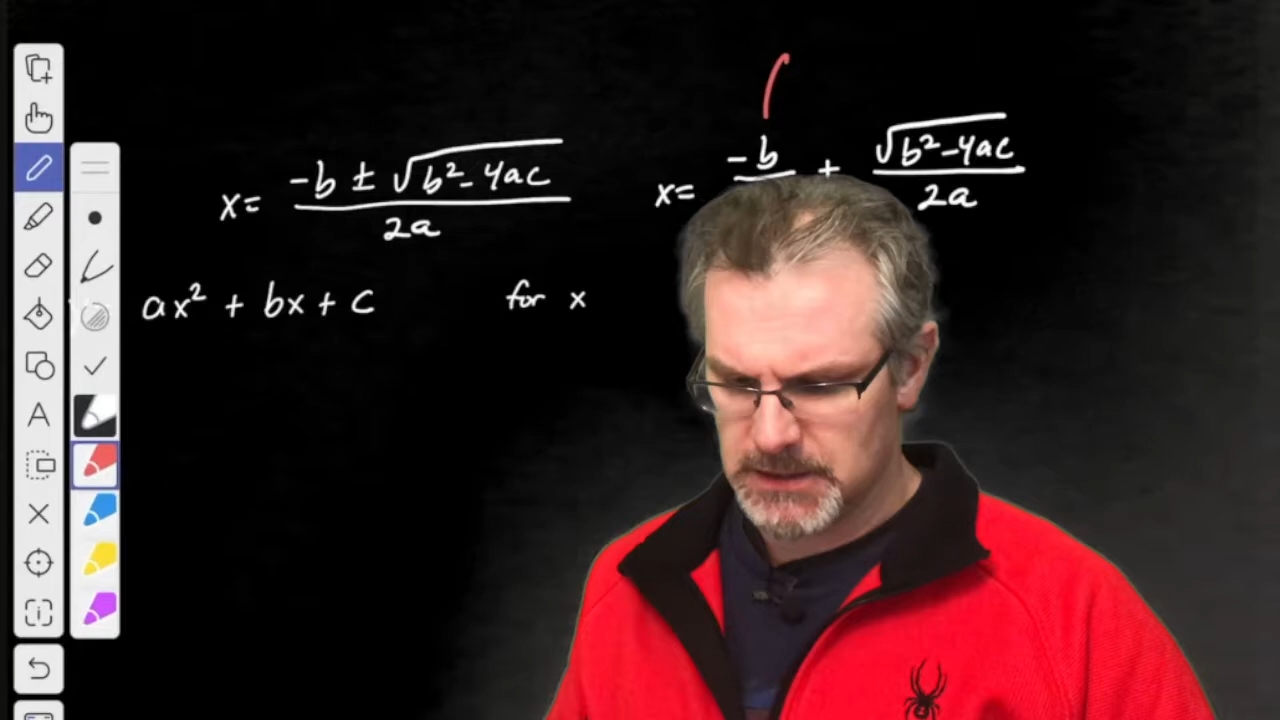 x = (-b ± √(b² - 4ac)) / 2a
x = -b + √(b² - 4ac) / 2a
ax² + bx + c for x
A